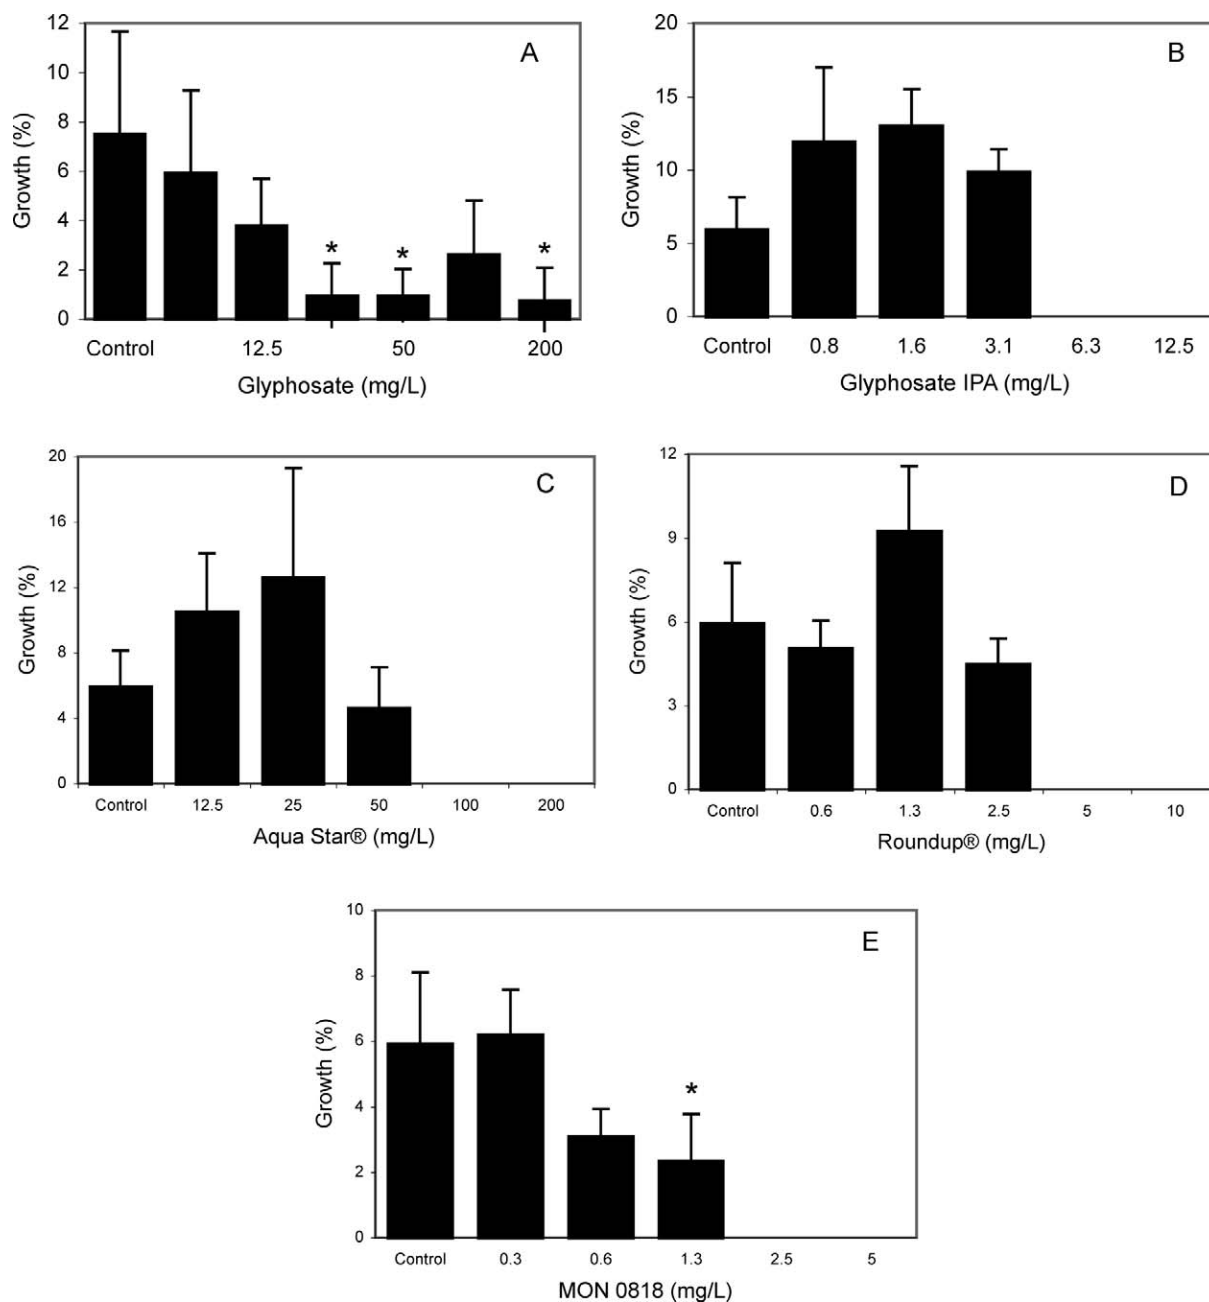 A
12
10
8
6
4
2
0
Growth (%)
*
*
*
Control
12.5
50
200
Glyphosate (mg/L)
B
20
15
10
5
0
Growth (%)
Control
0.8
1.6
3.1
6.3
12.5
Glyphosate IPA (mg/L)
C
20
16
12
8
4
0
Growth (%)
Control
12.5
25
50
100
200
Aqua Star® (mg/L)
D
12
9
6
3
0
Growth (%)
Control
0.6
1.3
2.5
5
10
Roundup® (mg/L)
E
10
8
6
4
2
0
Growth (%)
*
Control
0.3
0.6
1.3
2.5
5
MON 0818 (mg/L)